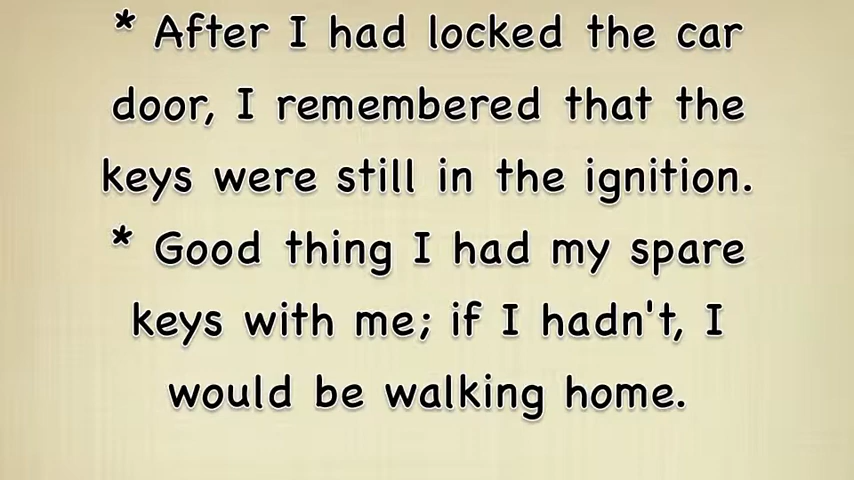 * After I had locked the car
door, I remembered that the
keys were still in the ignition.
* Good thing I had my spare
keys with me; if I hadn't, I
would be walking home.